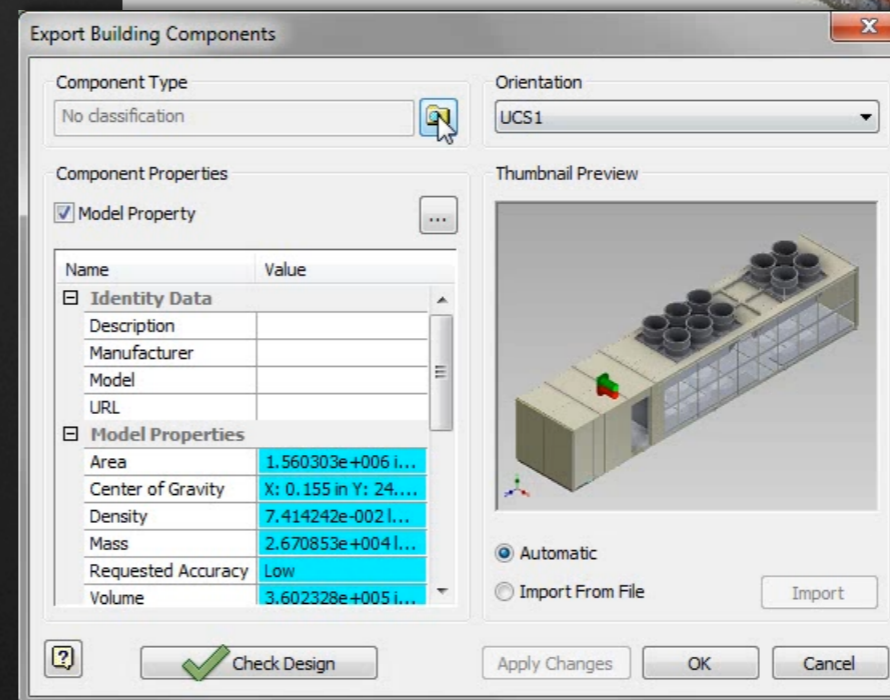 Export Building Components
Component Type
No classification
Orientation
UCS1
Component Properties
Model Property
...
Name Value
Identity Data
Description
Manufacturer
Model
URL
Model Properties
Area 1.560303e+006 i...
Center of Gravity X: 0.155 in Y: 24....
Density 7.414242e-002 l...
Mass 2.670853e+004 l...
Requested Accuracy Low
Volume 3.602328e+005 i...
Thumbnail Preview
Automatic
Import From File
Import
?
Check Design
Apply Changes
OK
Cancel